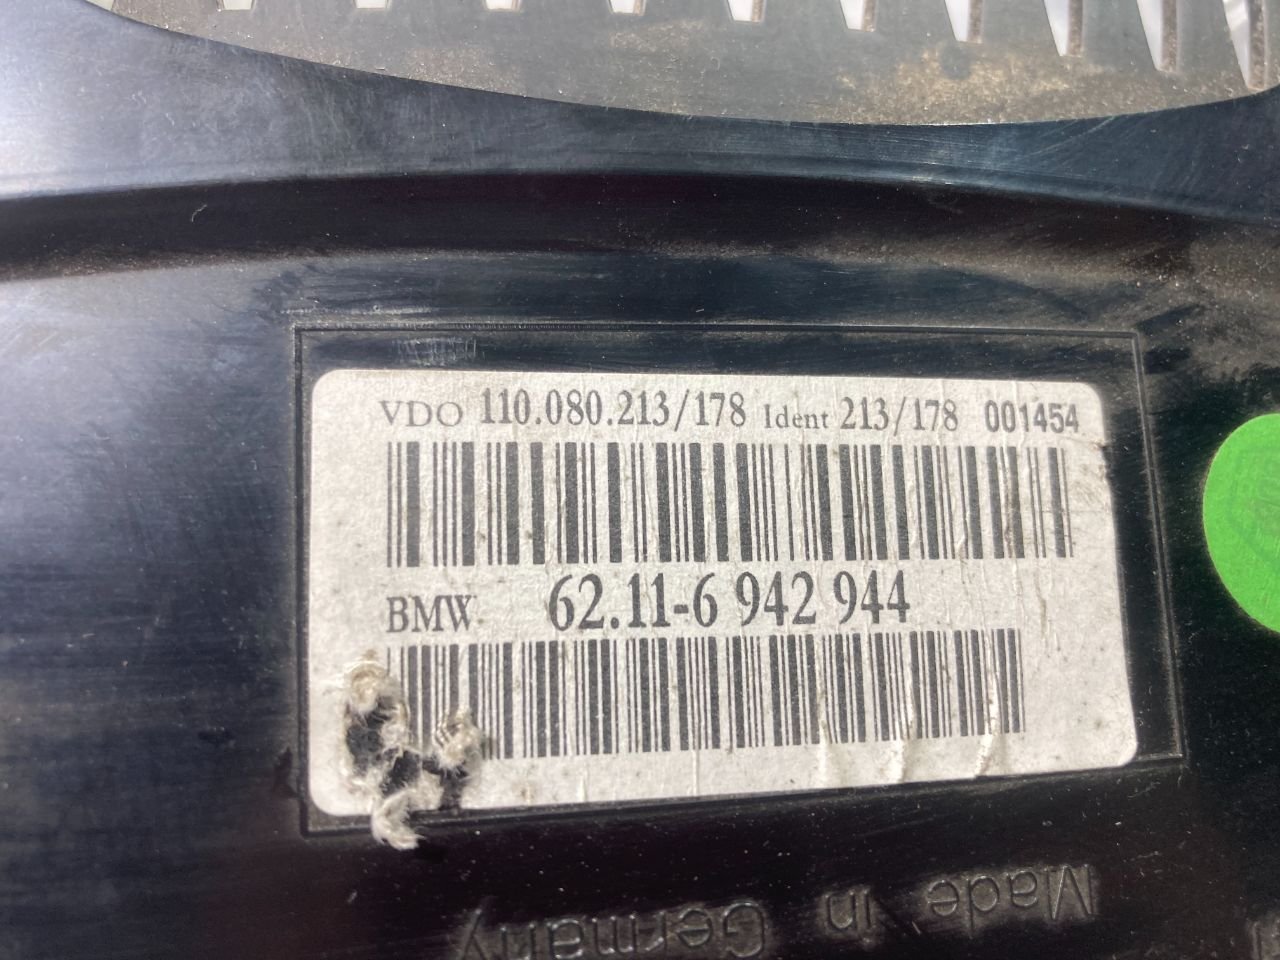 VDO 110.080.213/178 Ident 213/178 001454
BMW 62.11-6 942 944
Made in Germany